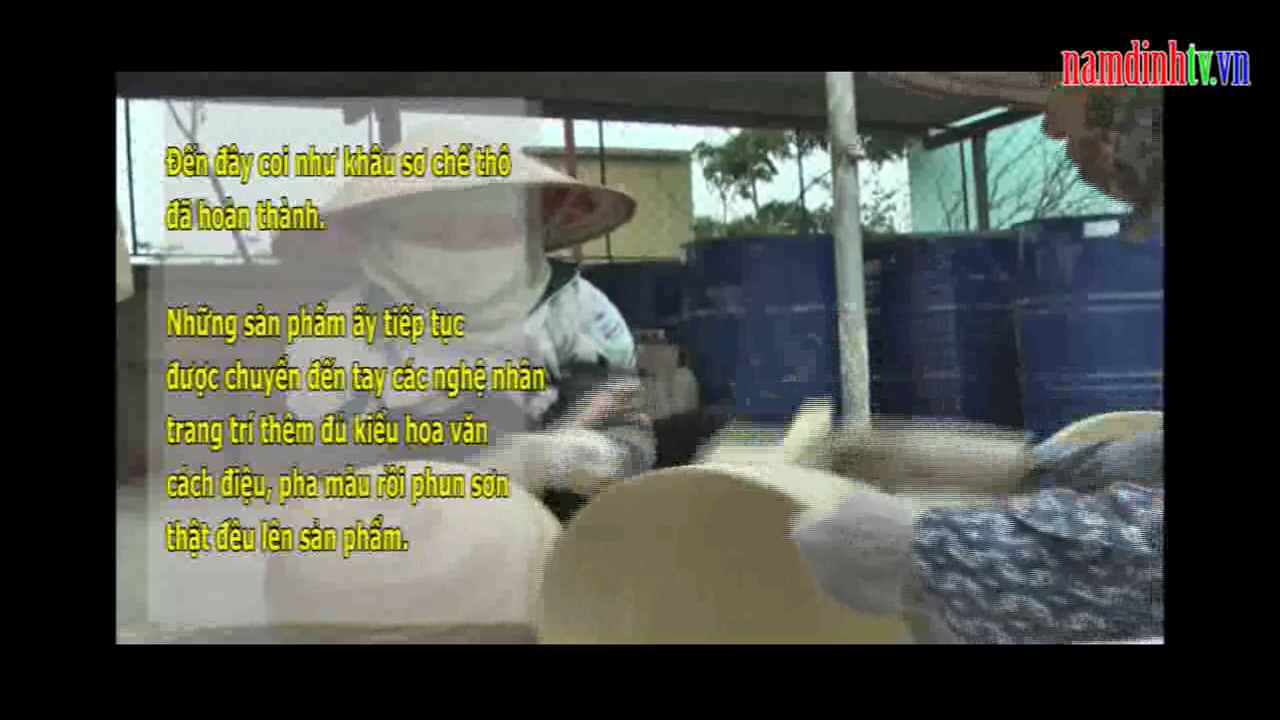 namdinhtv.vn
Đến đây coi như khâu sơ chế thô
đã hoàn thành.
Những sản phẩm ấy tiếp tục
được chuyển đến tay các nghệ nhân
trang trí thêm đủ kiểu hoa văn
cách điệu, pha màu rồi phun sơn
thật đều lên sản phẩm.